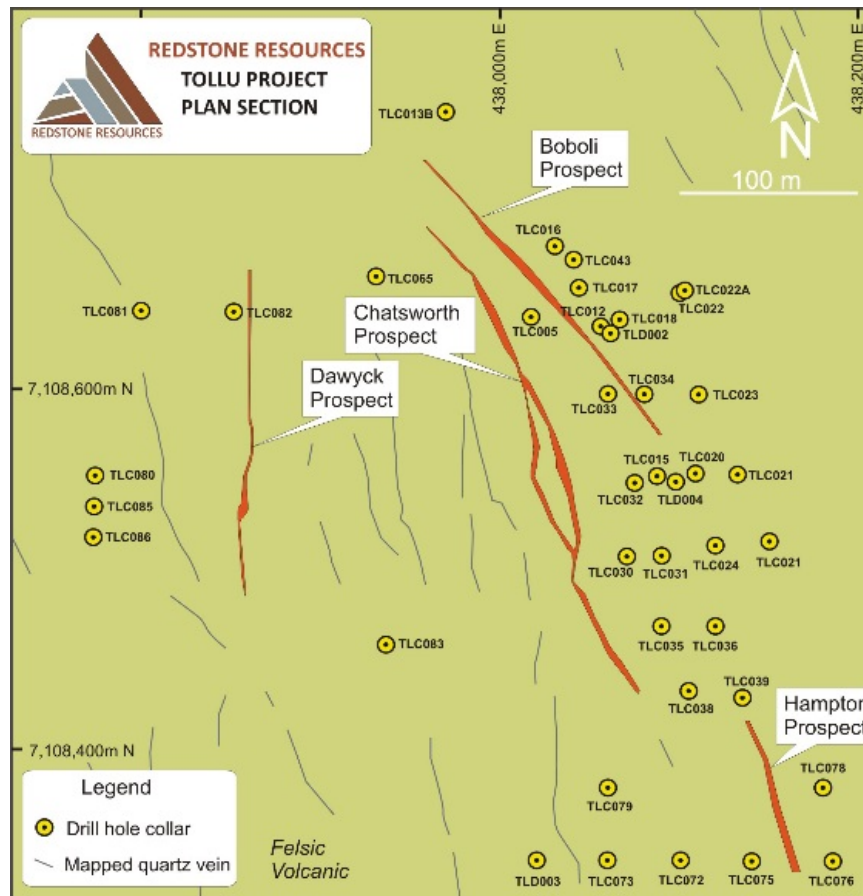 REDSTONE RESOURCES
TOLLU PROJECT
PLAN SECTION
REDSTONE RESOURCES
438,000m E
438,200m E
N
100 m
TLC013B
Boboli
Prospect
TLC016
TLC043
TLC065
TLC017
TLC022A
TLC022
TLC081
TLC082
Chatsworth
Prospect
TLC005
TLC012
TLC018
TLD002
7,108,600m N
Dawyck
Prospect
TLC034
TLC033
TLC023
TLC080
TLC015
TLC020
TLC021
TLC032
TLD004
TLC085
TLC086
TLC030
TLC031
TLC024
TLC021
TLC035
TLC036
TLC083
TLC038
TLC039
Hampton
Prospect
7,108,400m N
Legend
Drill hole collar
Mapped quartz vein
TLC078
TLC079
Felsic
Volcanic
TLD003
TLC073
TLC072
TLC075
TLC076